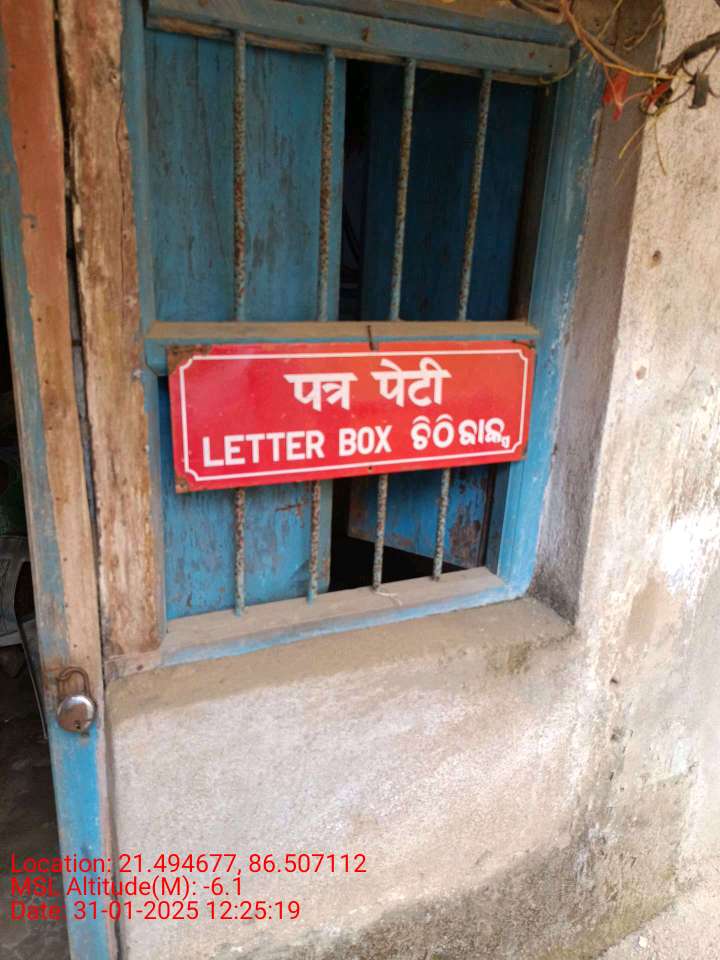 पत्र पेटी
LETTER BOX ଚିଠି ବାକ୍ସ
Location: 21.494677, 86.507112
MSL Altitude(M): -6.1
Date: 31-01-2025 12:25:19